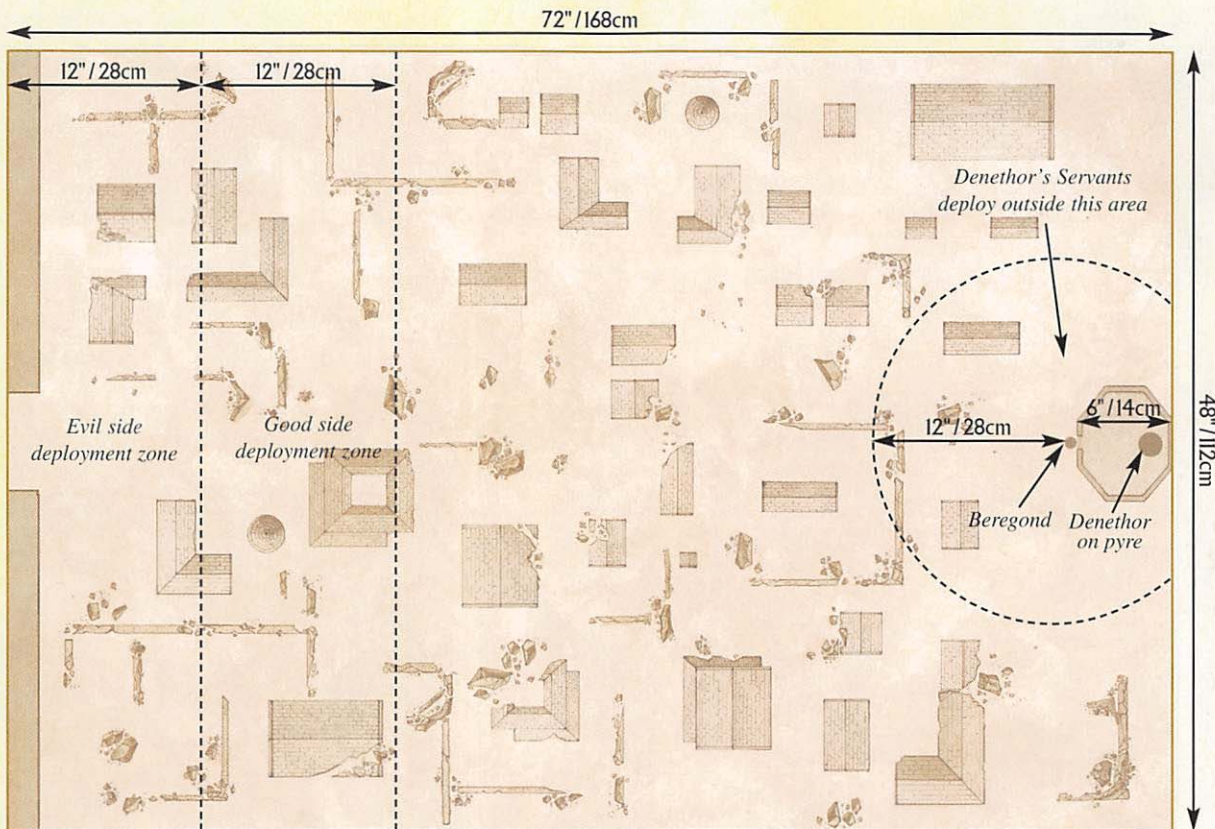 72"/168cm
12"/28cm
12"/28cm
Denethor's Servants
deploy outside this area
48"/112cm
6"/14cm
12"/28cm
Evil side
deployment zone
Good side
deployment zone
Beregond
Denethor
on pyre